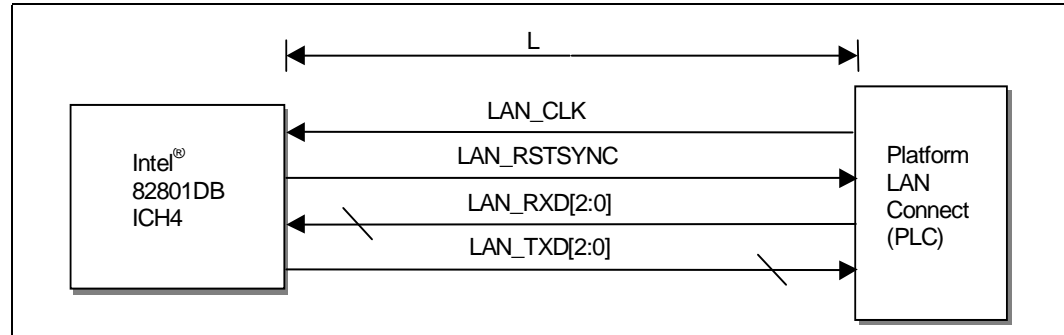 L
LAN_CLK
LAN_RSTSYNC
LAN_RXD[2:0]
LAN_TXD[2:0]
Intel®
82801DB
ICH4
Platform
LAN
Connect
(PLC)